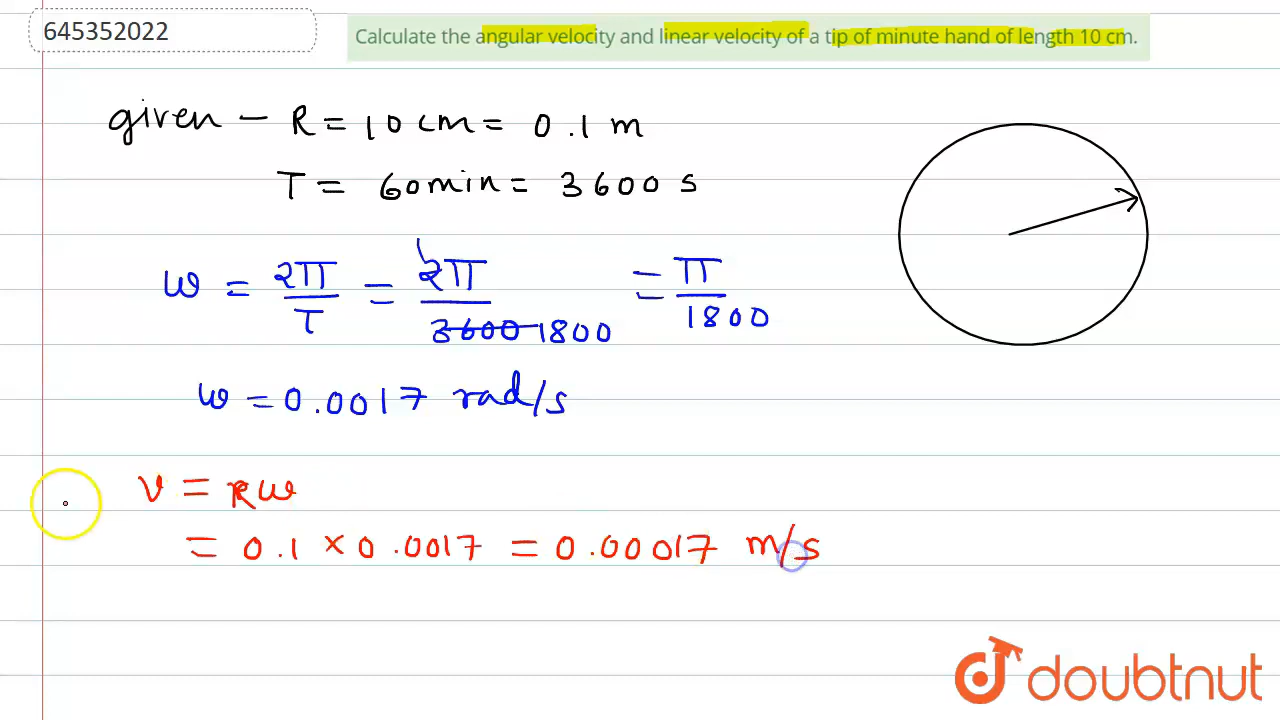 645352022
Calculate the angular velocity and linear velocity of a tip of minute hand of length 10 cm.
given - R = 10 cm = 0.1 m
T = 60min = 3600 s
ω = 2π/T = 2π/3600 1800 = π/1800
ω = 0.0017 rad/s
v = Rω
= 0.1 × 0.0017 = 0.00017 m/s
doubtnut